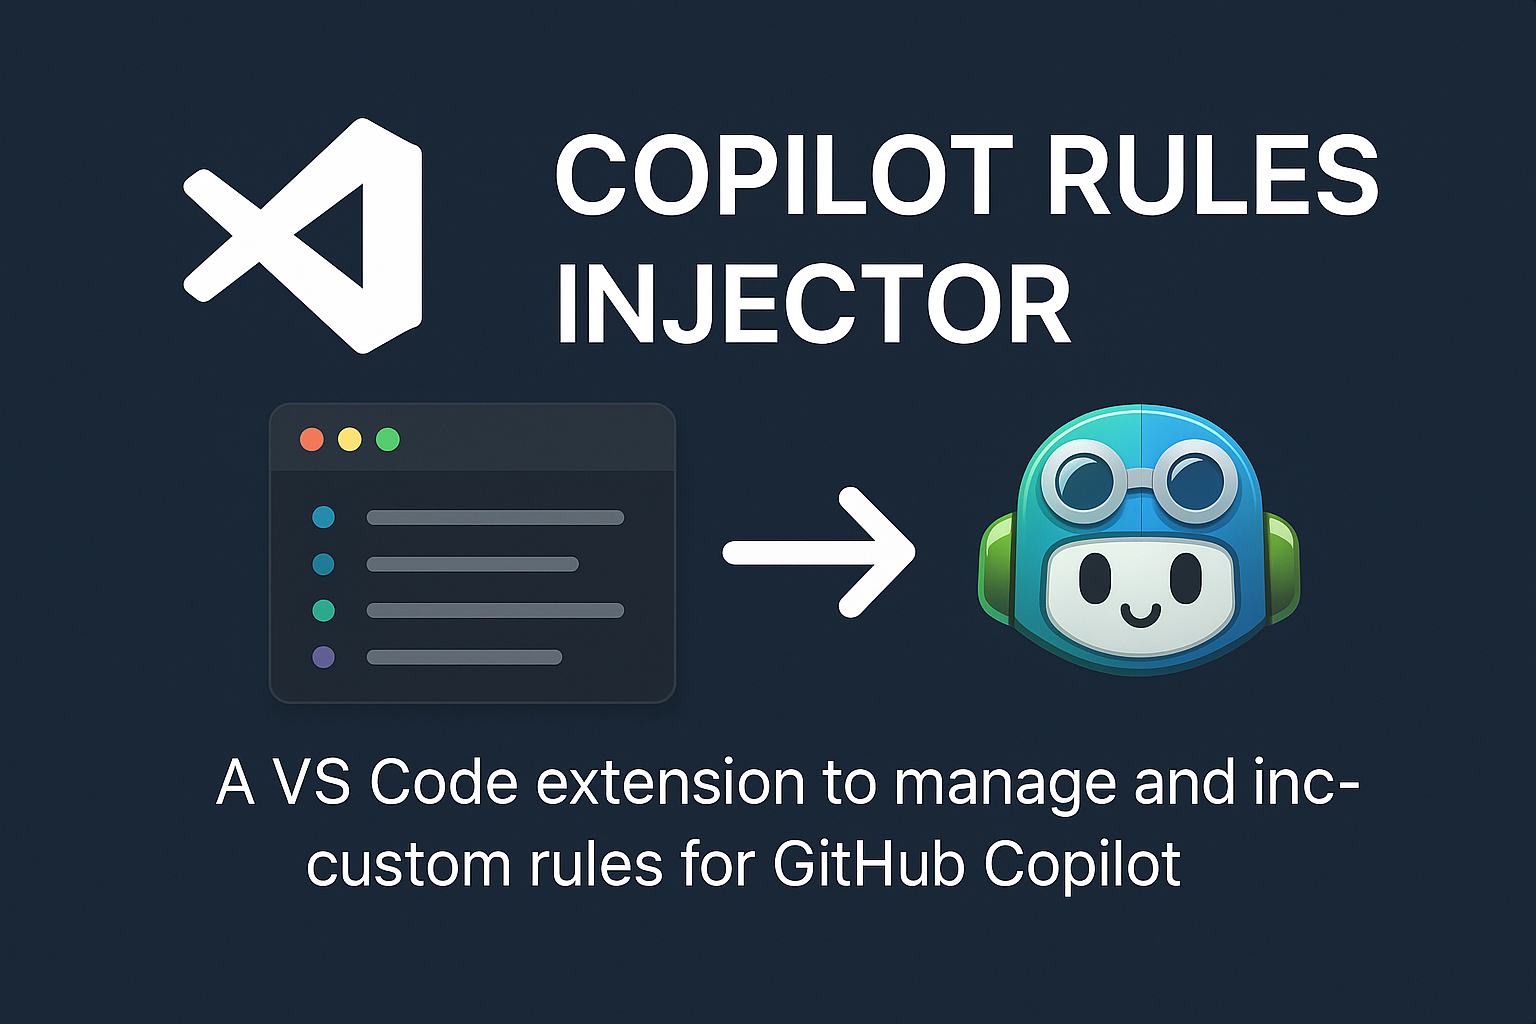 COPILOT RULES
INJECTOR
A VS Code extension to manage and inc-
custom rules for GitHub Copilot